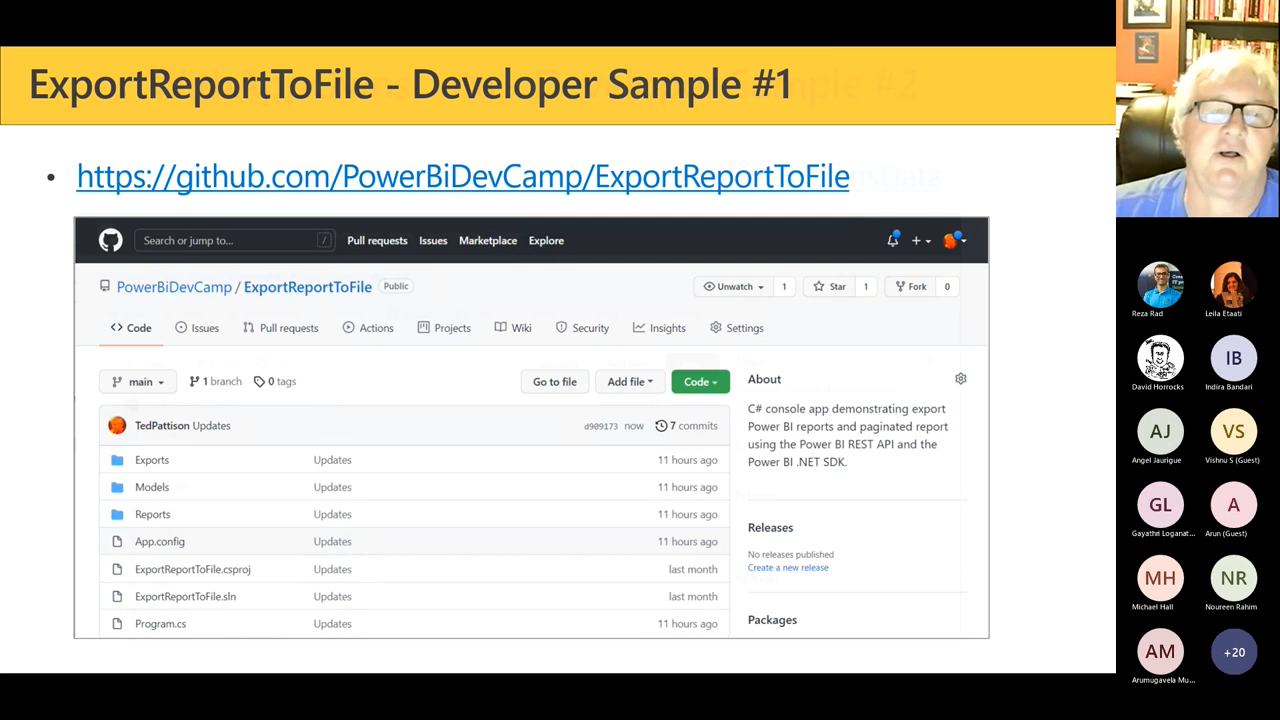 ExportReportToFile - Developer Sample #1
• https://github.com/PowerBiDevCamp/ExportReportToFile
Search or jump to... /
Pull requests Issues Marketplace Explore
PowerBiDevCamp / ExportReportToFile Public
Unwatch 1 Star 1 Fork 0
Code Issues Pull requests Actions Projects Wiki Security Insights Settings
main 1 branch 0 tags
Go to file Add file Code
TedPattison Updates d909173 now 7 commits
Exports Updates 11 hours ago
Models Updates 11 hours ago
Reports Updates 11 hours ago
App.config Updates 11 hours ago
ExportReportToFile.csproj Updates last month
ExportReportToFile.sln Updates last month
Program.cs Updates 11 hours ago
About
C# console app demonstrating export
Power BI reports and paginated report
using the Power BI REST API and the
Power BI .NET SDK.
Releases
No releases published
Create a new release
Packages
Reza Rad Leila Etaati
IB
David Horrocks Indira Bandari
AJ VS
Angel Jaurigue Vishnu S (Guest)
GL A
Gayathri Loganat... Arun (Guest)
MH NR
Michael Hall Noureen Rahim
AM +20
Arumugavela Mu...